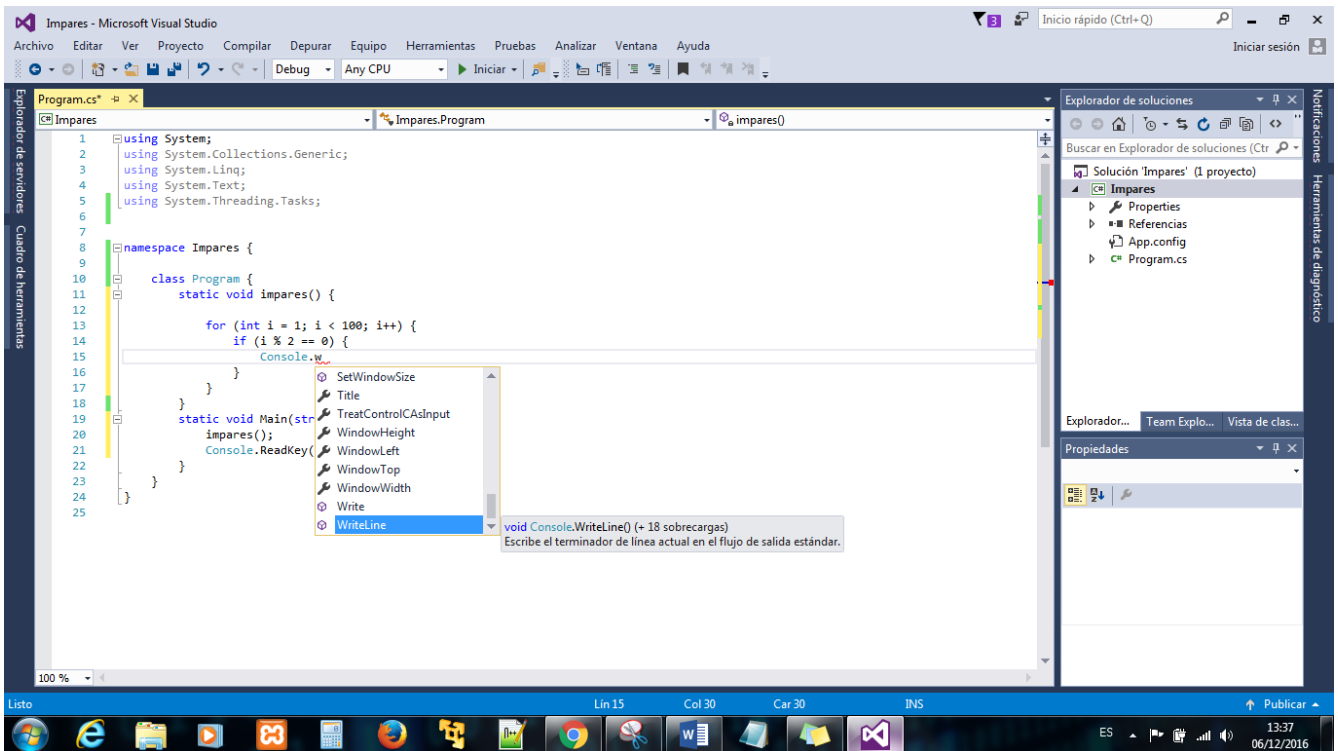 Impares - Microsoft Visual Studio
3
Inicio rápido (Ctrl+Q)
Archivo Editar Ver Proyecto Compilar Depurar Equipo Herramientas Pruebas Analizar Ventana Ayuda
Iniciar sesión
Debug Any CPU Iniciar
Explorador de servidores
Cuadro de herramientas
Program.cs*
Impares Impares.Program impares()
1 using System;
2 using System.Collections.Generic;
3 using System.Linq;
4 using System.Text;
5 using System.Threading.Tasks;
6
7
8 namespace Impares {
9
10 class Program {
11 static void impares() {
12
13 for (int i = 1; i < 100; i++) {
14 if (i % 2 == 0) {
15 Console.w
16 }
17 }
18 }
19 static void Main(str
20 impares();
21 Console.ReadKey(
22 }
23 }
24 }
25
SetWindowSize
Title
TreatControlCAsInput
WindowHeight
WindowLeft
WindowTop
WindowWidth
Write
WriteLine
void Console.WriteLine() (+ 18 sobrecargas)
Escribe el terminador de línea actual en el flujo de salida estándar.
100 %
Explorador de soluciones
Buscar en Explorador de soluciones (Ctr
Solución 'Impares' (1 proyecto)
C# Impares
Properties
Referencias
App.config
C# Program.cs
Explorador... Team Explo... Vista de clas...
Propiedades
Notificaciones
Herramientas de diagnóstico
Listo Lín 15 Col 30 Car 30 INS Publicar
ES
13:37
06/12/2016